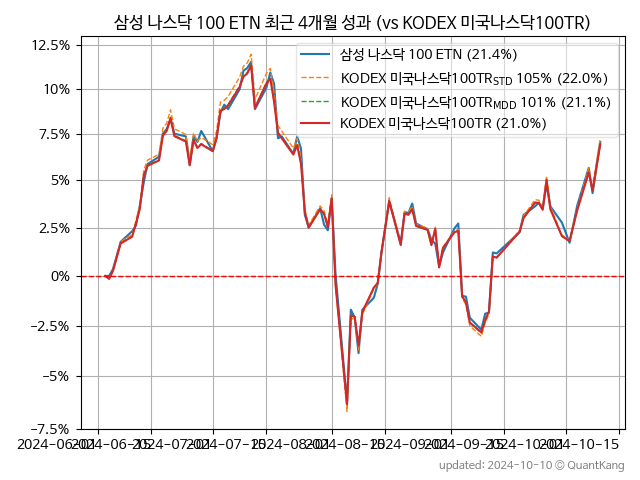 삼성 나스닥 100 ETN 최근 4개월 성과 (vs KODEX 미국나스닥100TR)
삼성 나스닥 100 ETN (21.4%)
KODEX 미국나스닥100TRSTD 105% (22.0%)
KODEX 미국나스닥100TRMDD 101% (21.1%)
KODEX 미국나스닥100TR (21.0%)
12.5%
10%
7.5%
5%
2.5%
0%
−2.5%
−5%
−7.5%
2024-06-01 2024-06-15 2024-07-01 2024-07-15 2024-08-01 2024-08-15 2024-09-01 2024-09-15 2024-10-01 2024-10-15
updated: 2024-10-10 © QuantKang